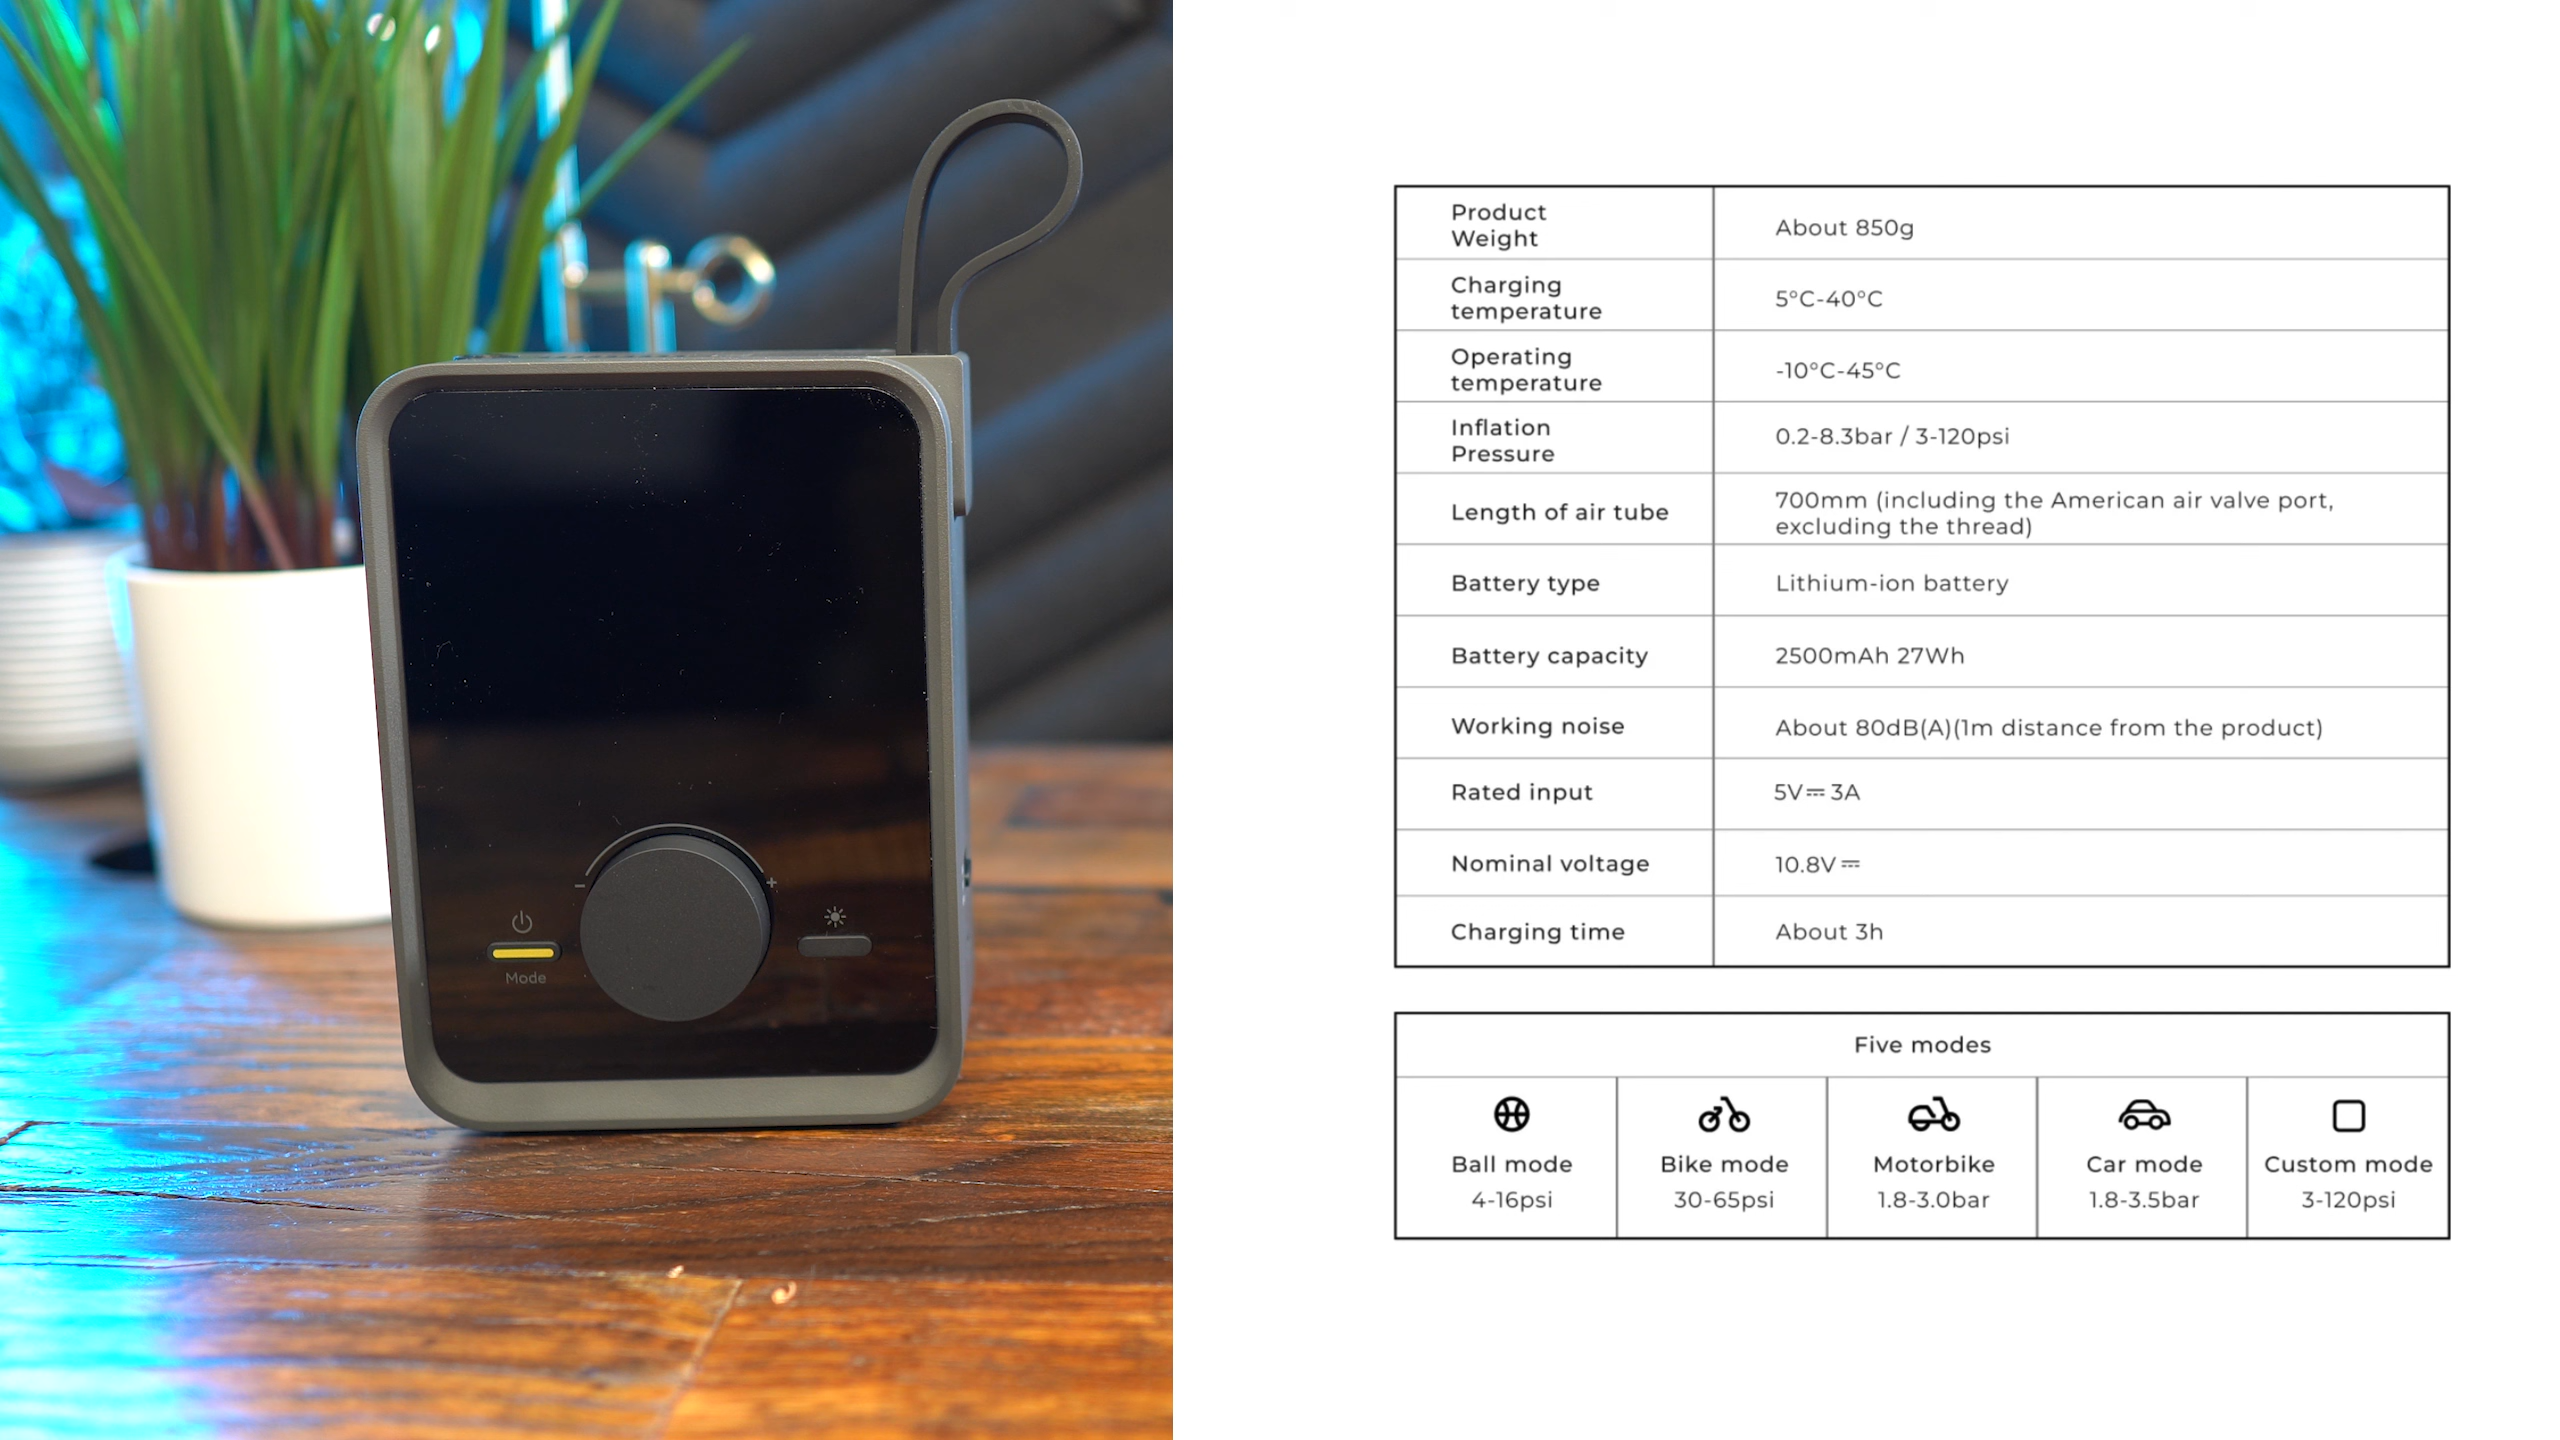 Mode
Product
Weight
About 850g
Charging
temperature
5°C-40°C
Operating
temperature
-10°C-45°C
Inflation
Pressure
0.2-8.3bar / 3-120psi
Length of air tube
700mm (including the American air valve port,
excluding the thread)
Battery type
Lithium-ion battery
Battery capacity
2500mAh 27Wh
Working noise
About 80dB(A)(1m distance from the product)
Rated input
5V⎓3A
Nominal voltage
10.8V⎓
Charging time
About 3h
Five modes
Ball mode
4-16psi
Bike mode
30-65psi
Motorbike
1.8-3.0bar
Car mode
1.8-3.5bar
Custom mode
3-120psi